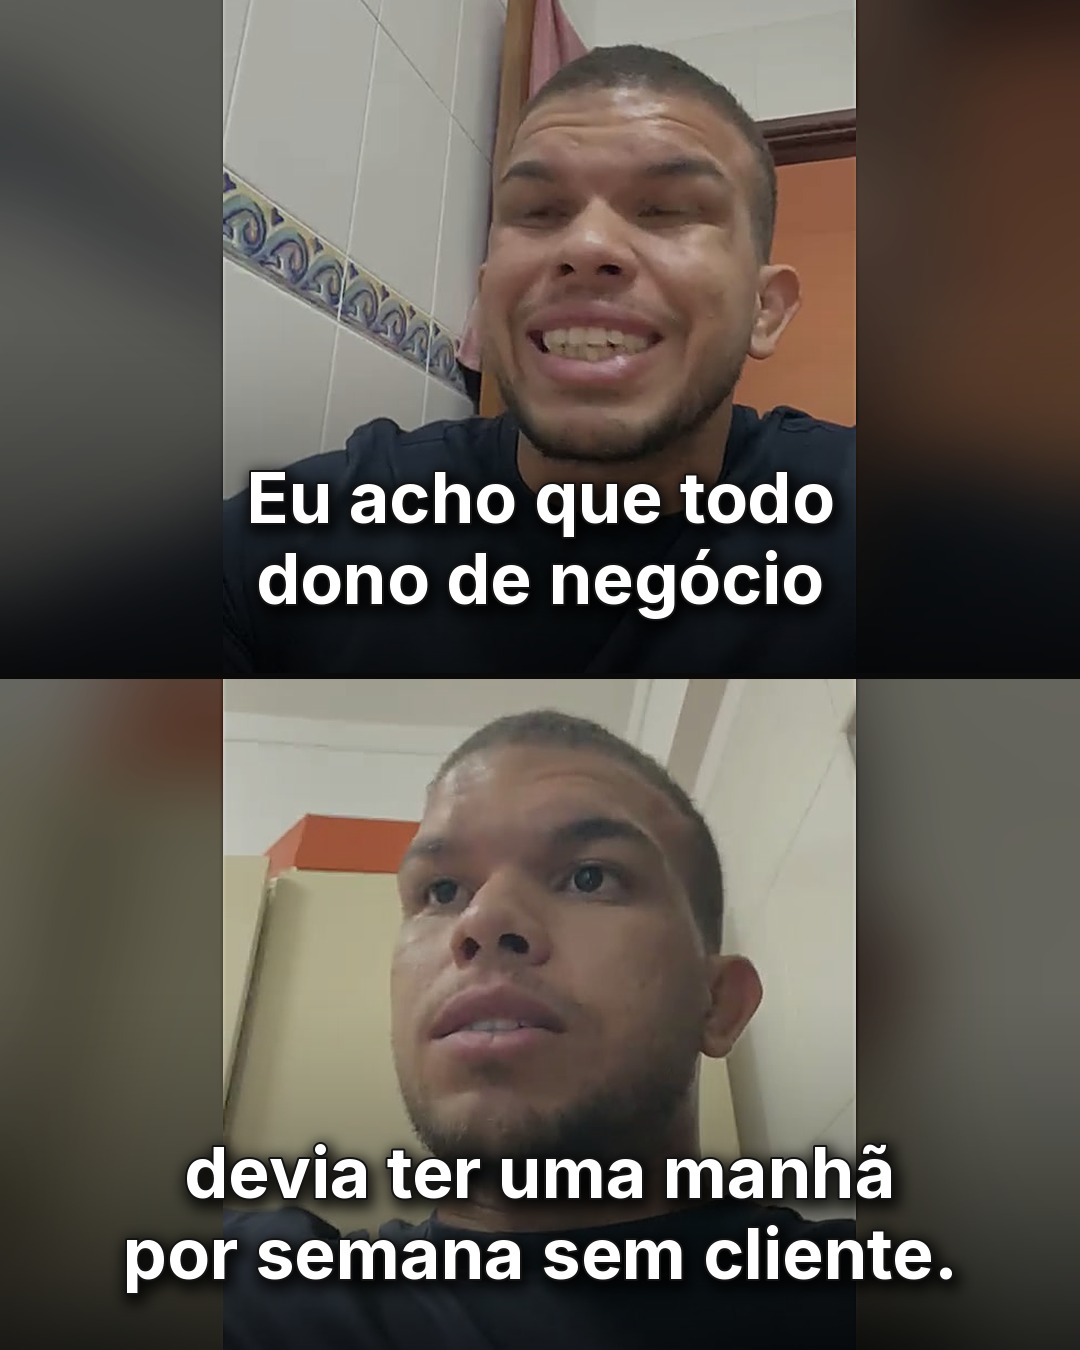 Eu acho que todo
dono de negócio
devia ter uma manhã
por semana sem cliente.